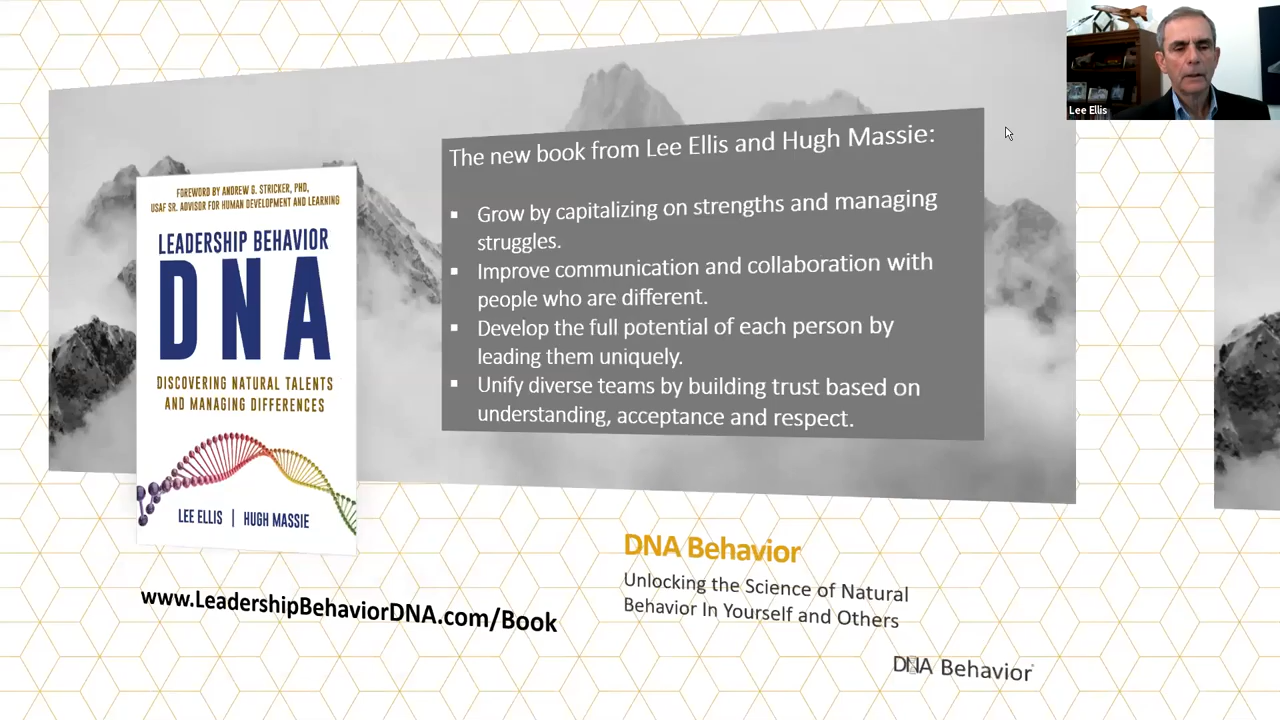 Lee Ellis
The new book from Lee Ellis and Hugh Massie:
▪ Grow by capitalizing on strengths and managing
struggles.
▪ Improve communication and collaboration with
people who are different.
▪ Develop the full potential of each person by
leading them uniquely.
▪ Unify diverse teams by building trust based on
understanding, acceptance and respect.
FOREWORD BY ANDREW G. STRICKER, PHD,
USAF SR. ADVISOR FOR HUMAN DEVELOPMENT AND LEARNING
LEADERSHIP BEHAVIOR
DNA
DISCOVERING NATURAL TALENTS
AND MANAGING DIFFERENCES
LEE ELLIS | HUGH MASSIE
www.LeadershipBehaviorDNA.com/Book
DNA Behavior
Unlocking the Science of Natural
Behavior In Yourself and Others
DNA Behavior